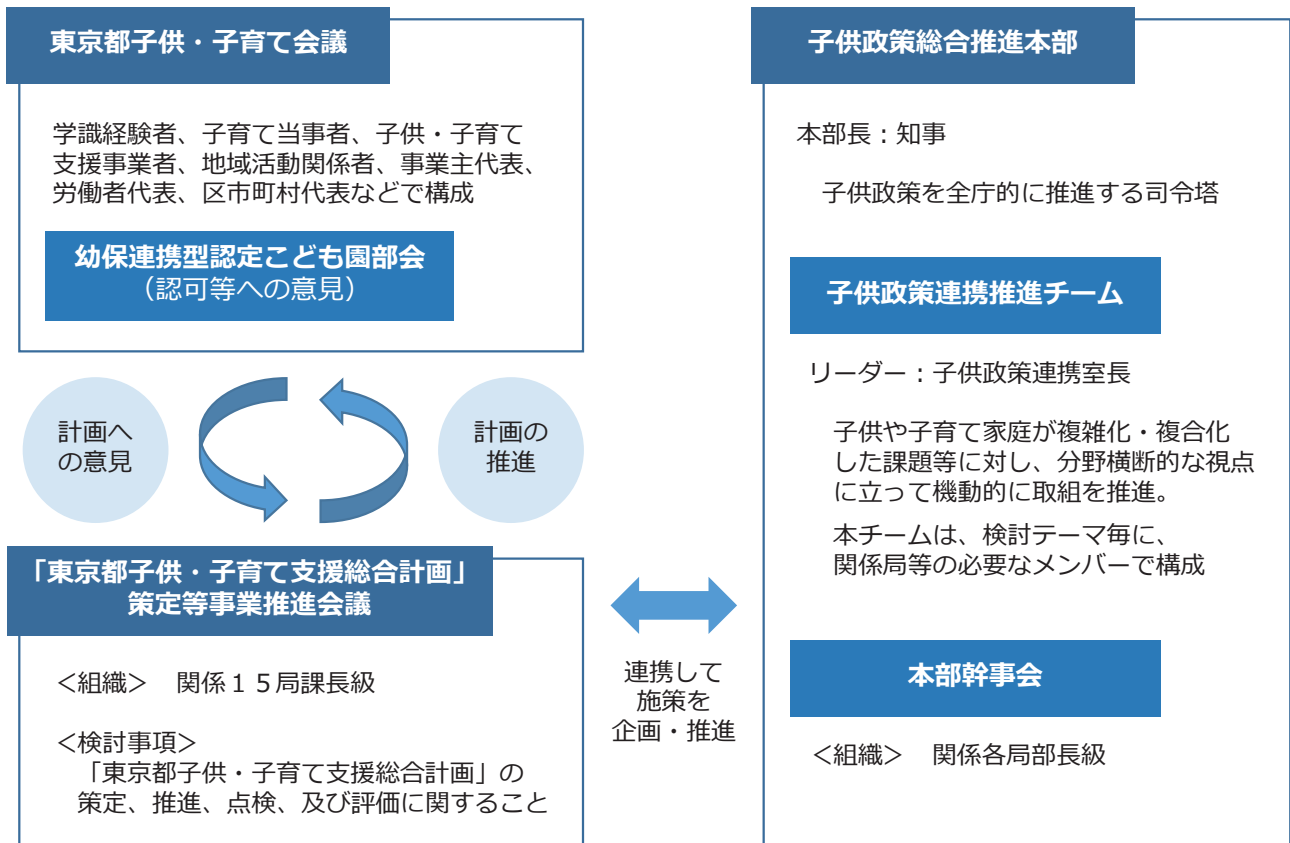 東京都子供・子育て会議
学識経験者、子育て当事者、子供・子育て
支援事業者、地域活動関係者、事業主代表、
労働者代表、区市町村代表などで構成
幼保連携型認定こども園部会
（認可等への意見）
計画へ
の意見
計画の
推進
「東京都子供・子育て支援総合計画」
策定等事業推進会議
＜組織＞　関係１５局課長級
＜検討事項＞
「東京都子供・子育て支援総合計画」の
策定、推進、点検、及び評価に関すること
連携して
施策を
企画・推進
子供政策総合推進本部
本部長：知事
子供政策を全庁的に推進する司令塔
子供政策連携推進チーム
リーダー：子供政策連携室長
子供や子育て家庭が複雑化・複合化
した課題等に対し、分野横断的な視点
に立って機動的に取組を推進。
本チームは、検討テーマ毎に、
関係局等の必要なメンバーで構成
本部幹事会
＜組織＞　関係各局部長級